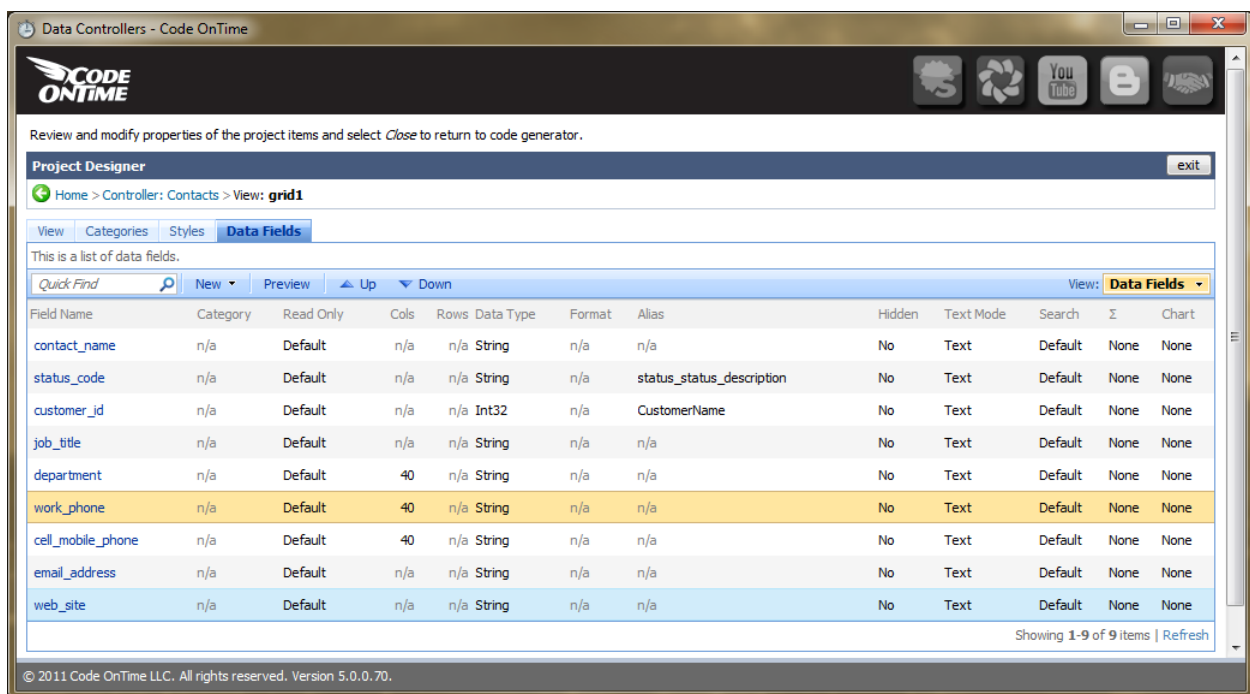 Data Controllers - Code OnTime
CODE ONTIME
You Tube
Review and modify properties of the project items and select Close to return to code generator.
Project Designer exit
Home > Controller: Contacts > View: grid1
View Categories Styles Data Fields
This is a list of data fields.
Quick Find New Preview Up Down View: Data Fields
Field Name Category Read Only Cols Rows Data Type Format Alias Hidden Text Mode Search Σ Chart
contact_name n/a Default n/a n/a String n/a n/a No Text Default None None
status_code n/a Default n/a n/a String n/a status_status_description No Text Default None None
customer_id n/a Default n/a n/a Int32 n/a CustomerName No Text Default None None
job_title n/a Default n/a n/a String n/a n/a No Text Default None None
department n/a Default 40 n/a String n/a n/a No Text Default None None
work_phone n/a Default 40 n/a String n/a n/a No Text Default None None
cell_mobile_phone n/a Default 40 n/a String n/a n/a No Text Default None None
email_address n/a Default n/a n/a String n/a n/a No Text Default None None
web_site n/a Default n/a n/a String n/a n/a No Text Default None None
Showing 1-9 of 9 items | Refresh
© 2011 Code OnTime LLC. All rights reserved. Version 5.0.0.70.